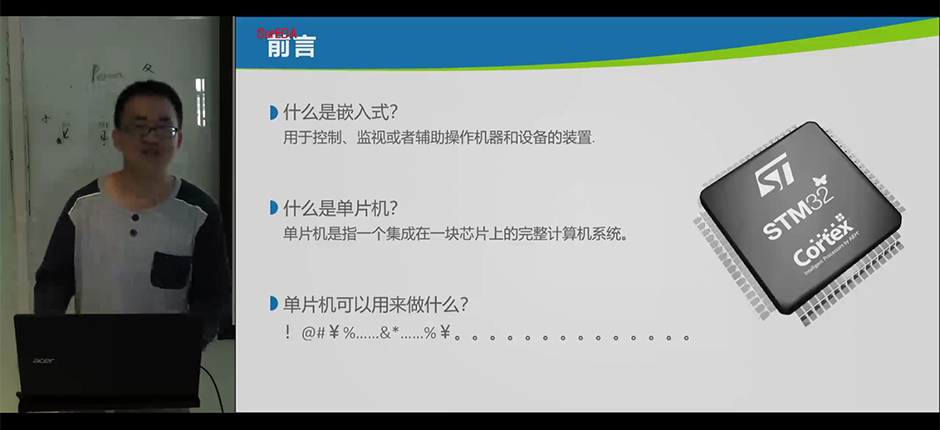 OurEDA
前言
什么是嵌入式?
用于控制、监视或者辅助操作机器和设备的装置.
什么是单片机?
单片机是指一个集成在一块芯片上的完整计算机系统。
单片机可以用来做什么?
！@#￥%……&*……%￥。。。。。。。。。。。。。。
ST
STM32
Cortex
Intelligent Processors by ARM
acer